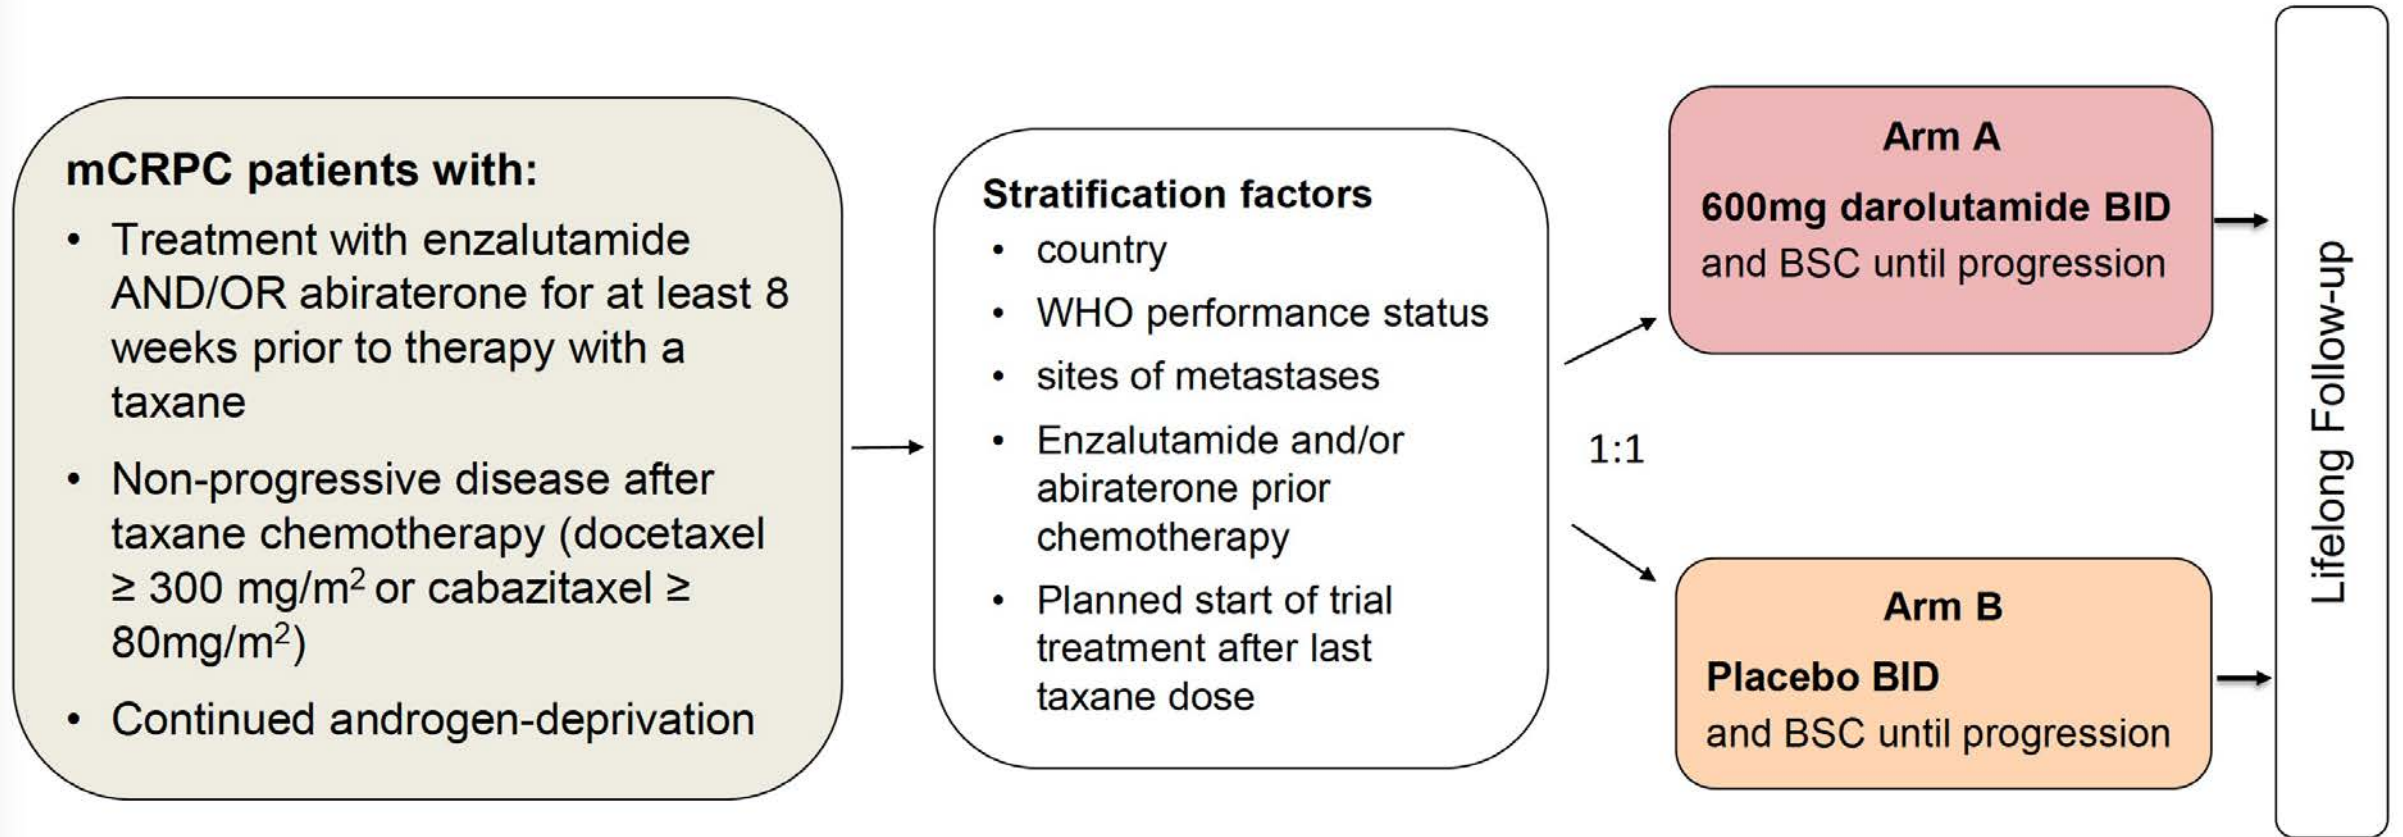 mCRPC patients with:
• Treatment with enzalutamide
AND/OR abiraterone for at least 8
weeks prior to therapy with a
taxane
• Non-progressive disease after
taxane chemotherapy (docetaxel
≥ 300 mg/m² or cabazitaxel ≥
80mg/m²)
• Continued androgen-deprivation
Stratification factors
• country
• WHO performance status
• sites of metastases
• Enzalutamide and/or
abiraterone prior
chemotherapy
• Planned start of trial
treatment after last
taxane dose
1:1
Arm A
600mg darolutamide BID
and BSC until progression
Arm B
Placebo BID
and BSC until progression
Lifelong Follow-up